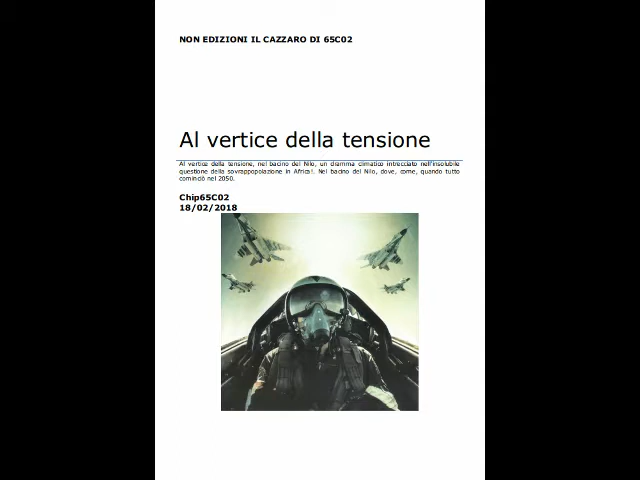 NON EDIZIONI IL CAZZARO DI 65C02
Al vertice della tensione
Al vertice della tensione, nel bacino del Nilo, un dramma climatico intrecciato nell'insolubile
questione della sovrappopolazione in Africa!. Nel bacino del Nilo, dove, come, quando tutto
cominciò nel 2050.
Chip65C02
18/02/2018